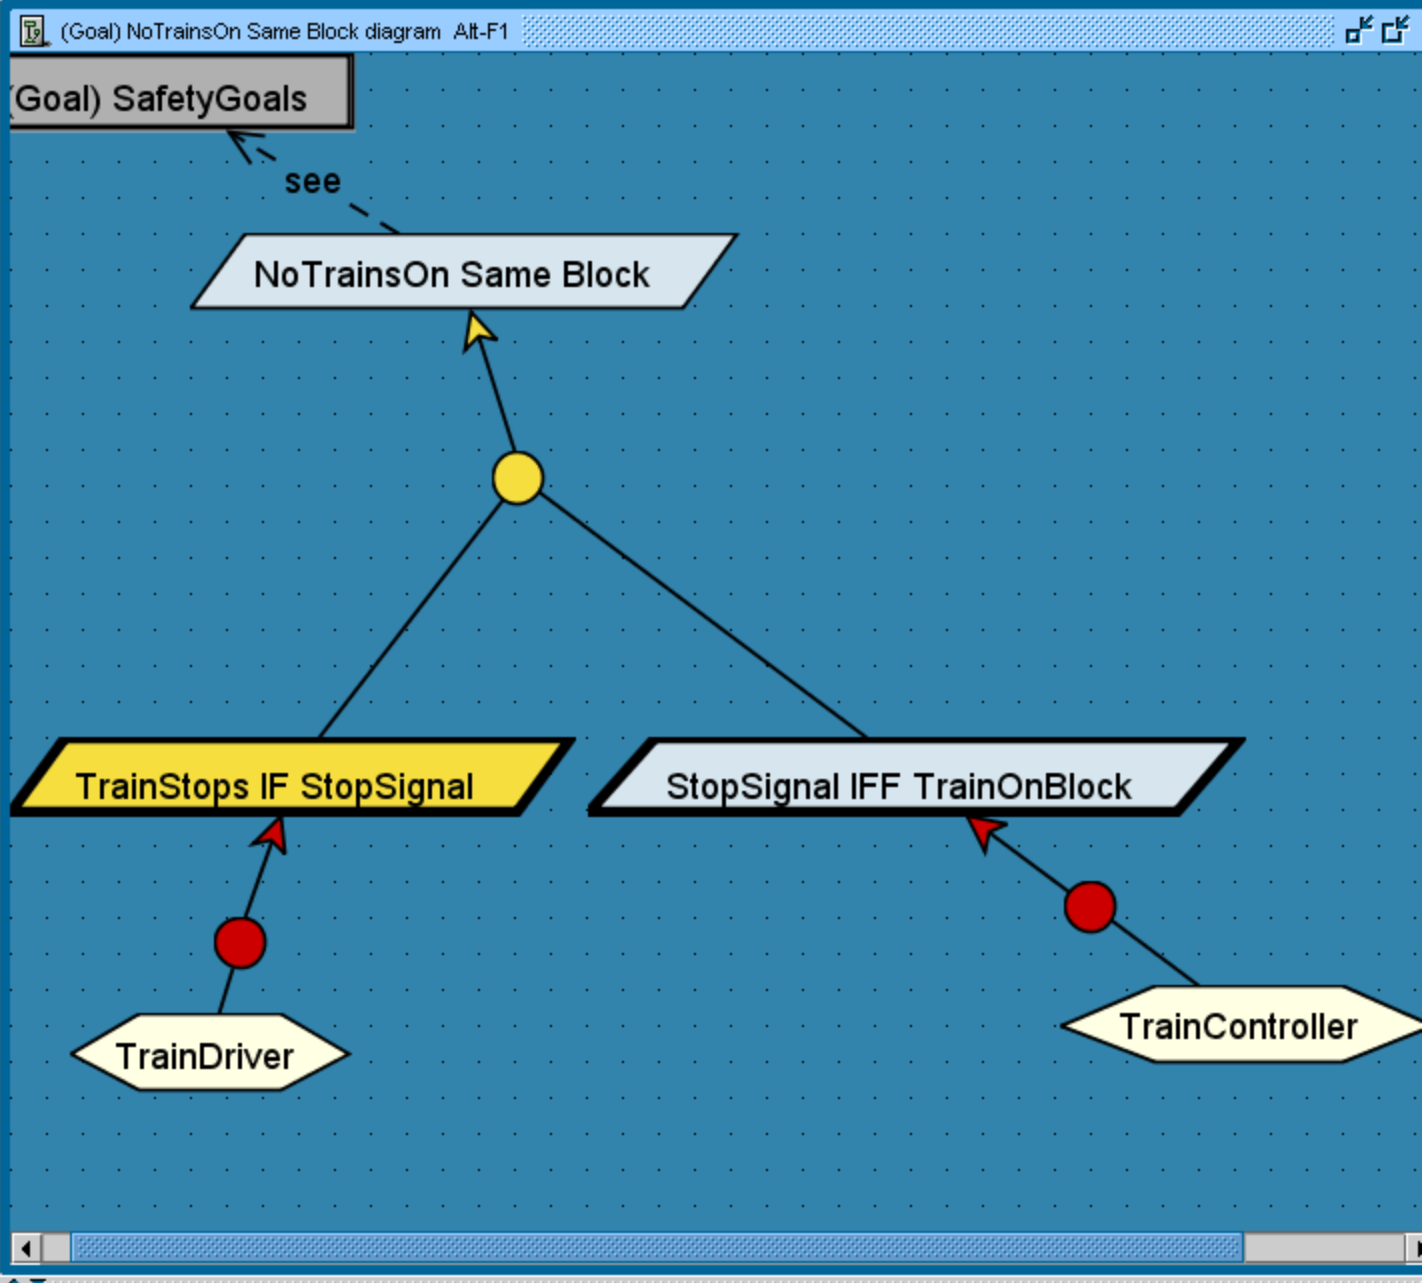 (Goal) NoTrainsOn Same Block diagram Alt-F1
(Goal) SafetyGoals
see
NoTrainsOn Same Block
TrainStops IF StopSignal
StopSignal IFF TrainOnBlock
TrainController
TrainDriver